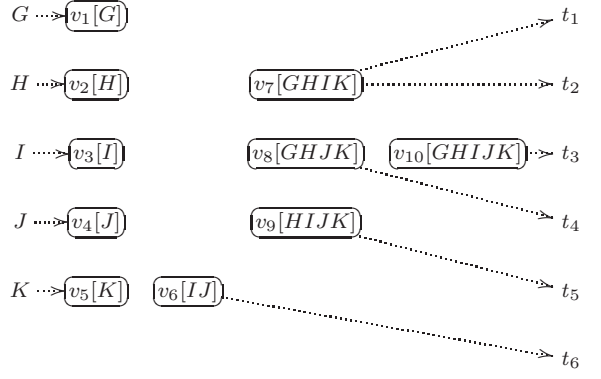 G v₁[G] t₁
H v₂[H] v₇[GHIK] t₂
I v₃[I] v₈[GHJK] v₁₀[GHIJK] t₃
J v₄[J] v₉[HIJK] t₄
K v₅[K] v₆[IJ] t₅
t₆